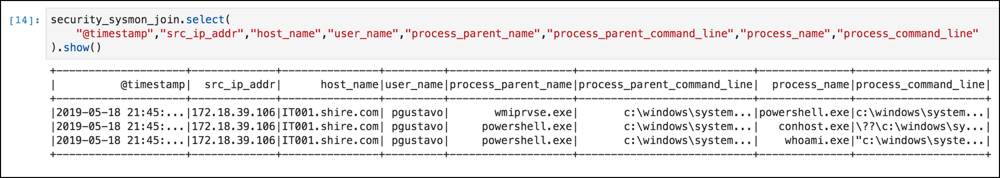 [14]: security_sysmon_join.select(
"@timestamp","src_ip_addr","host_name","user_name","process_parent_name","process_parent_command_line","process_name","process_command_line"
).show()
+--------------------+-------------+---------------+---------+-------------------+---------------------------+--------------+--------------------+
|          @timestamp|  src_ip_addr|      host_name|user_name|process_parent_name|process_parent_command_line|  process_name|process_command_line|
+--------------------+-------------+---------------+---------+-------------------+---------------------------+--------------+--------------------+
|2019-05-18 21:45:...|172.18.39.106|IT001.shire.com| pgustavo|       wmiprvse.exe|       c:\windows\system...|powershell.exe|c:\windows\system...|
|2019-05-18 21:45:...|172.18.39.106|IT001.shire.com| pgustavo|     powershell.exe|       c:\windows\system...|   conhost.exe|\??\c:\windows\sy...|
|2019-05-18 21:45:...|172.18.39.106|IT001.shire.com| pgustavo|     powershell.exe|       c:\windows\system...|    whoami.exe|"c:\windows\syste...|
+--------------------+-------------+---------------+---------+-------------------+---------------------------+--------------+--------------------+